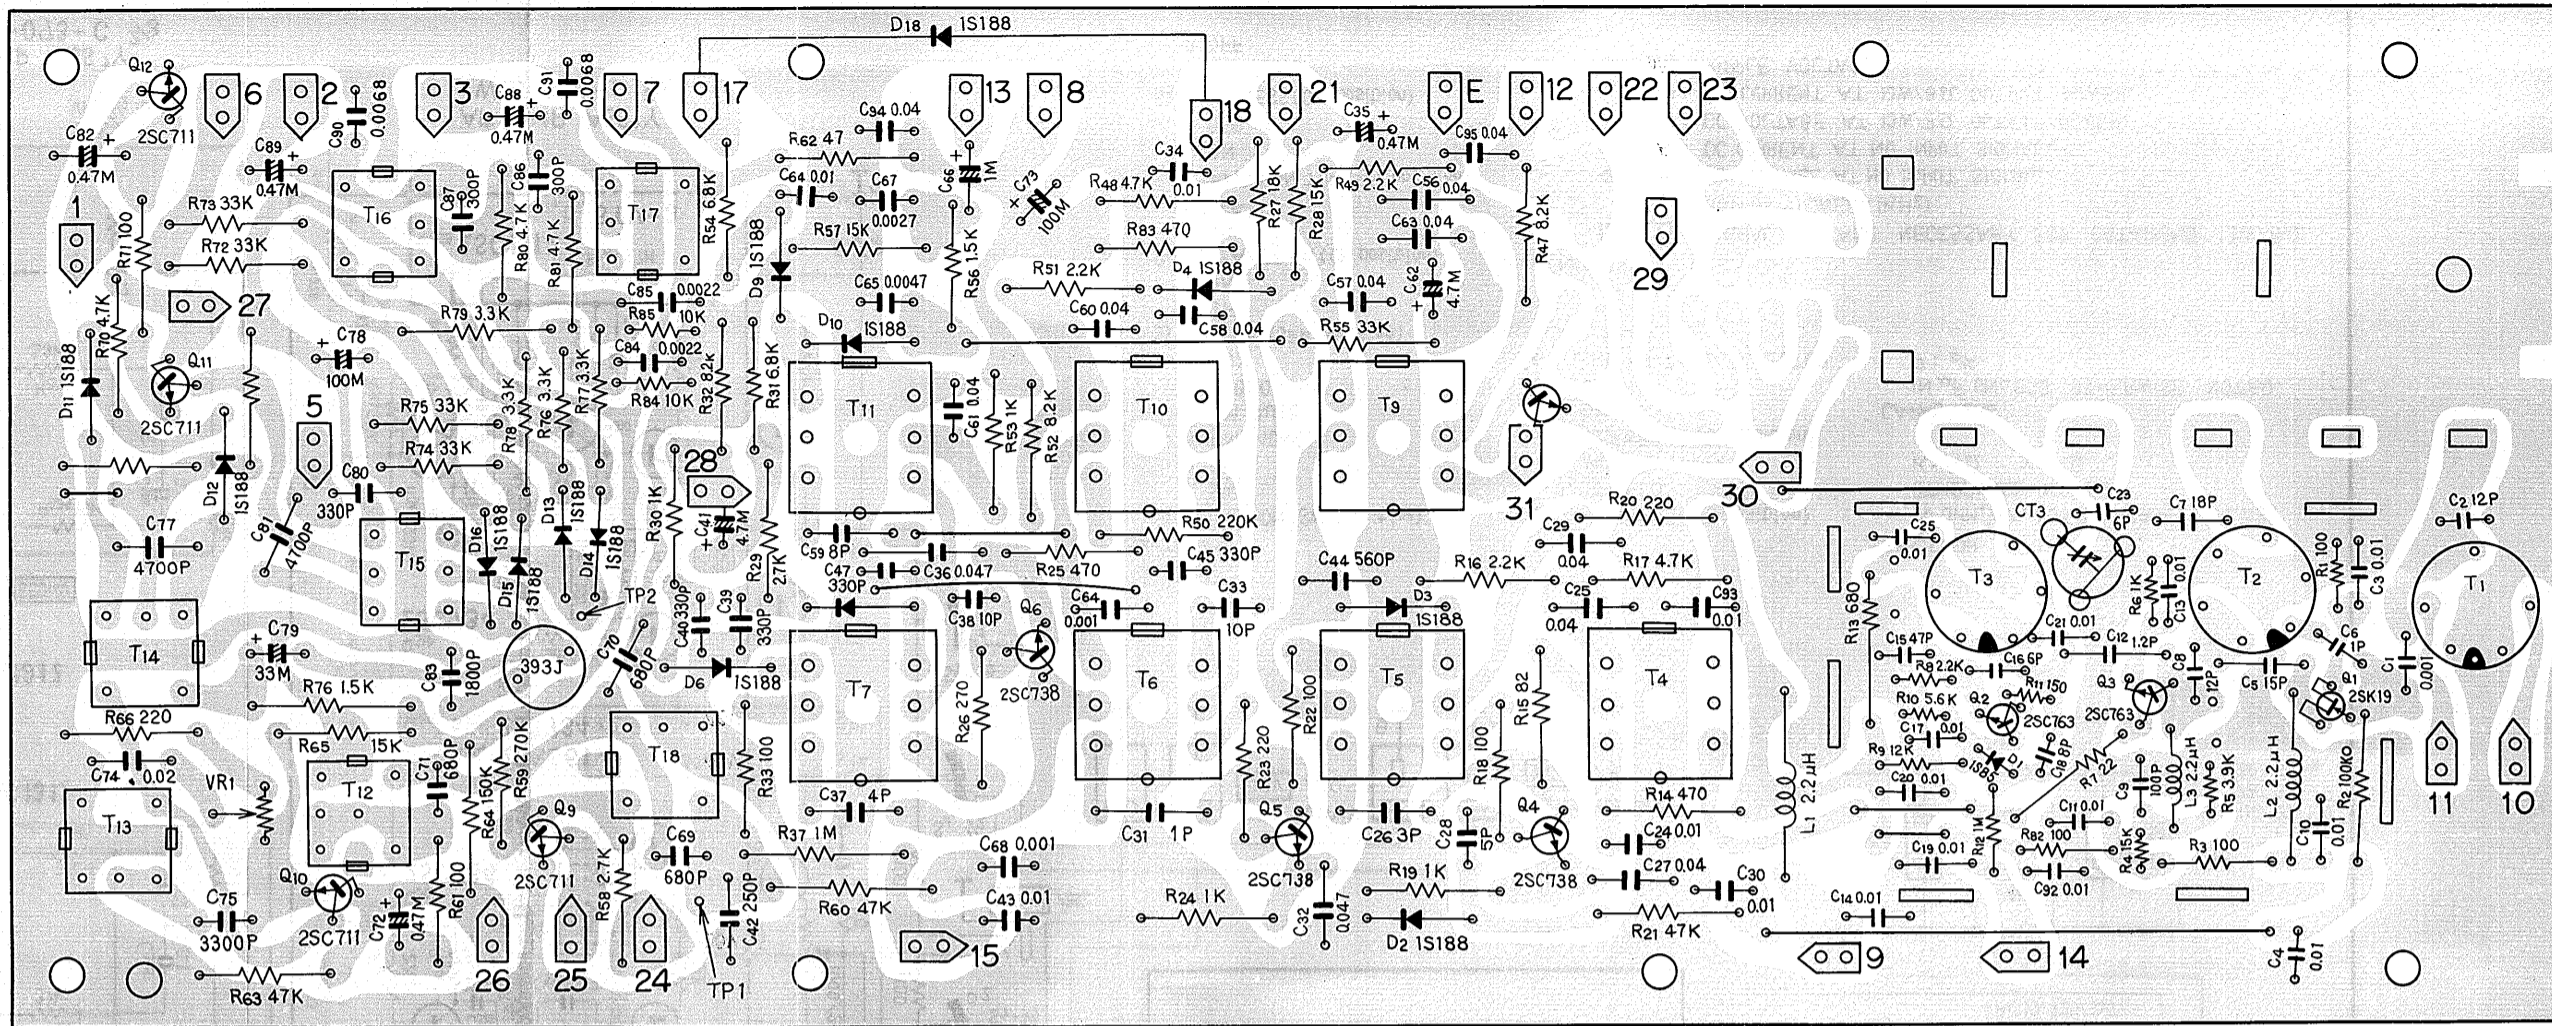 D18 1S188
Q12
2SC711
6
2
C90 0.0068
3
C88
0.47M
C91 0.0068
7
17
C94 0.04
R62 47
13
8
18
21
C35
0.47M
E
12
22
23
C82
0.47M
C89
0.47M
1
R71 100
R73 33K
R72 33K
T16
C87 300P
R80 4.7K
C86 300P
R81 4.7K
T17
R54 6.8K
D9 1S188
C64 0.01
C67
0.0027
R57 15K
C66 1M
R56 1.5K
C73 100M
R48 4.7K
C34
0.01
R83 470
R27 18K
R28 15K
R49 2.2K
C95 0.04
C56 0.04
C63 0.04
R47 8.2K
29
27
R70 4.7K
R79 3.3K
C85 0.0022
R85 10K
C65 0.0047
D10 1S188
R51 2.2K
D4 1S188
C60 0.04
C58 0.04
C57 0.04
C62 4.7M
R55 33K
D11 1S188
Q11
2SC711
C78
100M
C84 0.0022
R84 10K
R32 8.2K
R31 6.8K
R78 3.3K
R76 3.3K
R77 3.3K
T11
C61 0.04
R53 1K
R52 8.2K
T10
T9
R75 33K
R74 33K
5
D12 1S188
C80
330P
C81 4700P
C77
4700P
T15
D16 1S188
D15 1S188
D13 1S188
D14 1S188
28
R30 1K
C41 4.7M
R29 27K
C59 8P
C47
330P
C36 0.047
R25 470
R50 220K
C45 330P
C44 560P
31
30
R20 220
C29
0.04
R16 2.2K
R17 4.7K
CT3
C23
6P
C7 18P
C2 12P
C25
0.01
T3
T2
T1
R1 100
C3 0.01
R6 1K
C13 0.01
R13 680
TP2
T14
C79
33M
C83 1800P
393J
C70 680P
C40 330P
C39 330P
D6 1S188
C38 10P
Q6
2SC738
C64
0.001
C33
10P
D3
1S188
C25
0.04
C93
0.01
C15 47P
C21 0.01
C12 1.2P
C16 6P
C6 1P
C1 0.001
R8 2.2K
R11 150
R10 5.6K
Q2
2SC763
Q3
2SC763
C8 12P
C5 15P
Q1
2SK19
R76 1.5K
R66 220
R65 15K
C74 0.02
T7
R26 270
T6
R23 220
R22 100
T5
R18 100
R15 82
T4
L1 2.2µH
C17 0.01
R9 12K
D1 1S85
C18 8P
C20 0.01
R7 22
C9 100P
L3 2.2µH
R5 3.9K
L2 2.2µH
C10 0.01
R2 100KΩ
11
10
VR1
T13
T12
C71 680P
R64 150K
R59 270K
T18
R33 100
C37 4P
C31 1P
C26 3P
C28 5P
R14 470
C24 0.01
C27 0.04
C11 0.01
R12 1M
R82 100
R4 15K
R3 100
C19 0.01
C92 0.01
Q9
2SC711
Q10
2SC711
C75
3300P
C72 0.47M
R61 100
R58 2.7K
C69
680P
R37 1M
C68 0.001
R60 47K
C43 0.01
Q5
2SC738
Q4
2SC738
R19 1K
C30
0.01
R24 1K
C32 0.047
D2 1S188
R21 47K
C14 0.01
C42 250P
R63 47K
26
25
24
TP1
15
9
14
C4 0.01